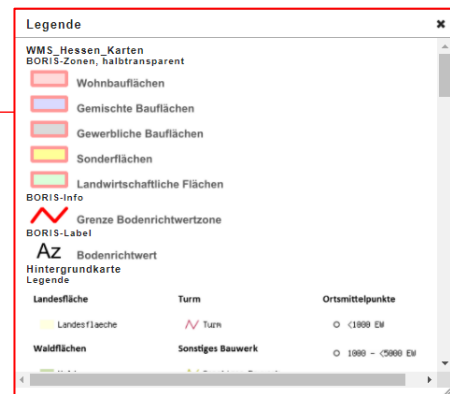 Legende
WMS_Hessen_Karten
BORIS-Zonen, halbtransparent
Wohnbauflächen
Gemischte Bauflächen
Gewerbliche Bauflächen
Sonderflächen
Landwirtschaftliche Flächen
BORIS-Info
Grenze Bodenrichtwertzone
BORIS-Label
Az Bodenrichtwert
Hintergrundkarte
Legende
Landesfläche Turm Ortsmittelpunkte
Landesflaeche Turm <1000 EW
Waldflächen Sonstiges Bauwerk 1000 - <5000 EW